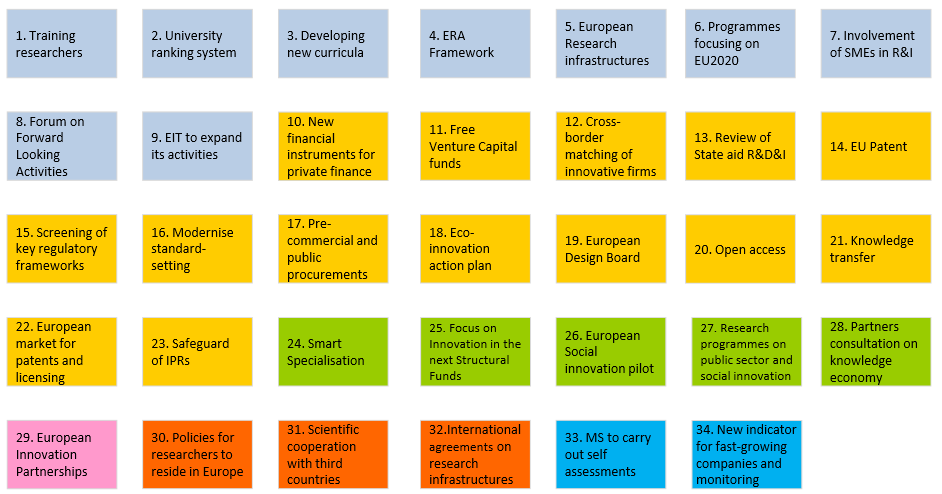 1. Training
researchers
2. University
ranking system
3. Developing
new curricula
4. ERA
Framework
5. European
Research
infrastructures
6. Programmes
focusing on
EU2020
7. Involvement
of SMEs in R&I
8. Forum on
Forward
Looking
Activities
9. EIT to expand
its activities
10. New
financial
instruments for
private finance
11. Free
Venture Capital
funds
12. Cross-
border
matching of
innovative firms
13. Review of
State aid R&D&I
14. EU Patent
15. Screening of
key regulatory
frameworks
16. Modernise
standard-
setting
17. Pre-
commercial and
public
procurements
18. Eco-
innovation
action plan
19. European
Design Board
20. Open access
21. Knowledge
transfer
22. European
market for
patents and
licensing
23. Safeguard
of IPRs
24. Smart
Specialisation
25. Focus on
Innovation in the
next Structural
Funds
26. European
Social
innovation pilot
27. Research
programmes on
public sector and
social innovation
28. Partners
consultation on
knowledge
economy
29. European
Innovation
Partnerships
30. Policies for
researchers to
reside in Europe
31. Scientific
cooperation
with third
countries
32.International
agreements on
research
infrastructures
33. MS to carry
out self
assessments
34. New indicator
for fast-growing
companies and
monitoring